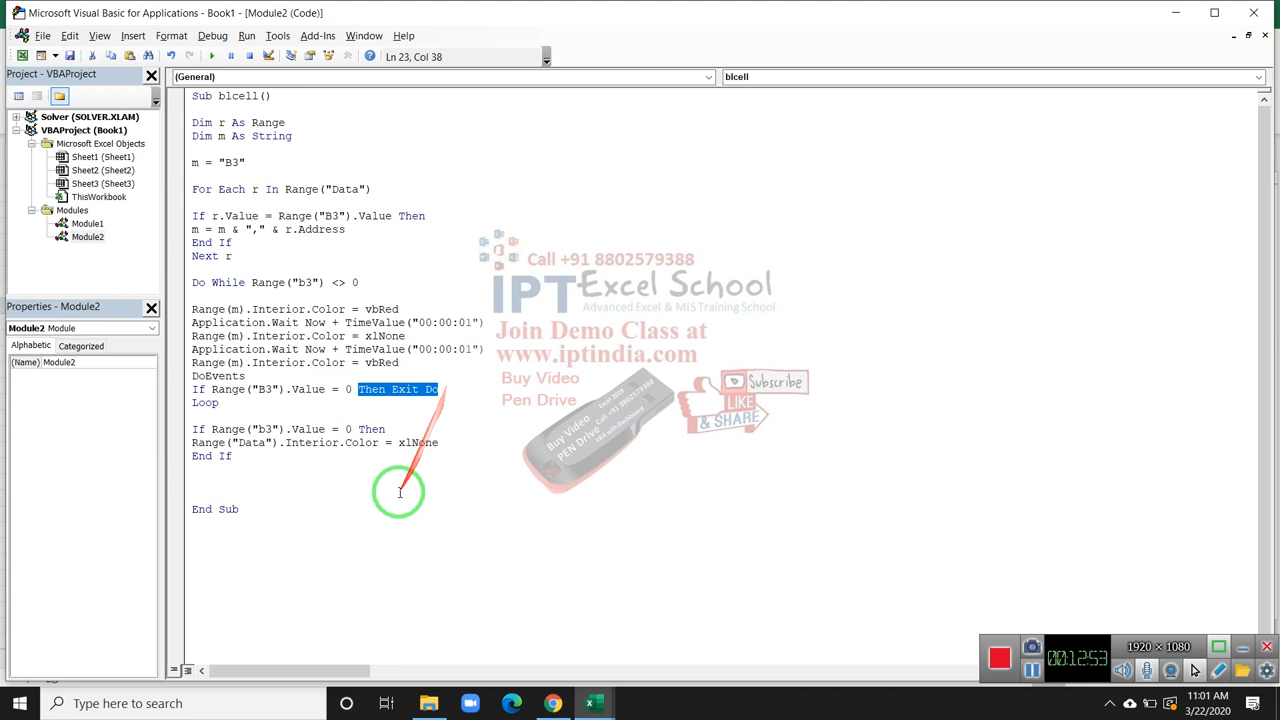 Microsoft Visual Basic for Applications - Book1 - [Module2 (Code)]
File Edit View Insert Format Debug Run Tools Add-Ins Window Help
Ln 23, Col 38
Project - VBAProject
(General)
blcell
Solver (SOLVER.XLAM)
VBAProject (Book1)
Microsoft Excel Objects
Sheet1 (Sheet1)
Sheet2 (Sheet2)
Sheet3 (Sheet3)
ThisWorkbook
Modules
Module1
Module2
Properties - Module2
Module2 Module
Alphabetic Categorized
(Name) Module2
Sub blcell()
Dim r As Range
Dim m As String
m = "B3"
For Each r In Range("Data")
If r.Value = Range("B3").Value Then
m = m & "," & r.Address
End If
Next r
Do While Range("b3") <> 0
Range(m).Interior.Color = vbRed
Application.Wait Now + TimeValue("00:00:01")
Range(m).Interior.Color = xlNone
Application.Wait Now + TimeValue("00:00:01")
Range(m).Interior.Color = vbRed
DoEvents
If Range("B3").Value = 0 Then Exit Do
Loop
If Range("b3").Value = 0 Then
Range("Data").Interior.Color = xlNone
End If
End Sub
Call +91 8802579388
IPT Excel School
Advanced Excel & MIS Training School
Join Demo Class at
www.iptindia.com
Buy Video
Pen Drive
Subscribe
LIKE
& SHARE
Buy Video
PEN Drive
00:12:53
1920 × 1080
Type here to search
11:01 AM
3/22/2020